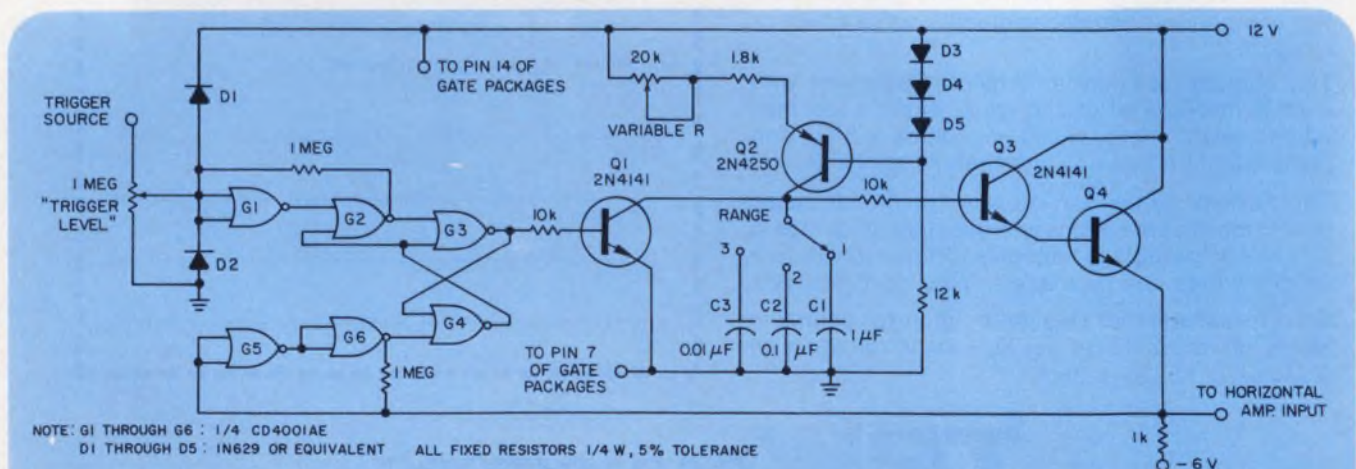 12 V
D1
TO PIN 14 OF
GATE PACKAGES
20k
1.8k
D3
D4
D5
TRIGGER
SOURCE
VARIABLE R
1 MEG
Q2
2N4250
Q3
2N4141
1 MEG
"TRIGGER
LEVEL"
Q1
2N4141
G1
G2
G3
10k
10k
Q4
RANGE
D2
3
2
1
G4
C3
C2
C1
12k
0.01 µF
0.1
µF
1 µF
G5
G6
TO PIN 7
OF GATE
PACKAGES
1 MEG
TO HORIZONTAL
AMP. INPUT
NOTE: G1 THROUGH G6 : 1/4 CD4001AE
1k
D1 THROUGH D5 : 1N629 OR EQUIVALENT ALL FIXED RESISTORS 1/4 W, 5% TOLERANCE
-6 V